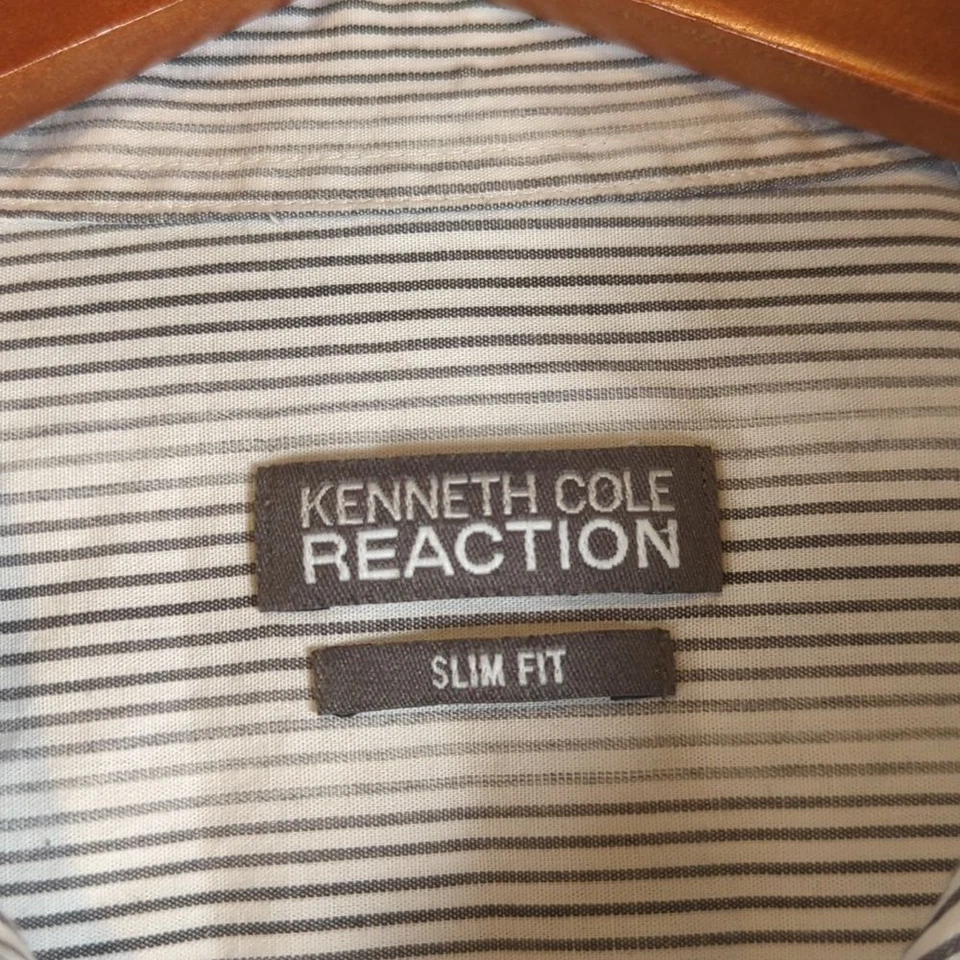 KENNETH COLE
REACTION
SLIM FIT